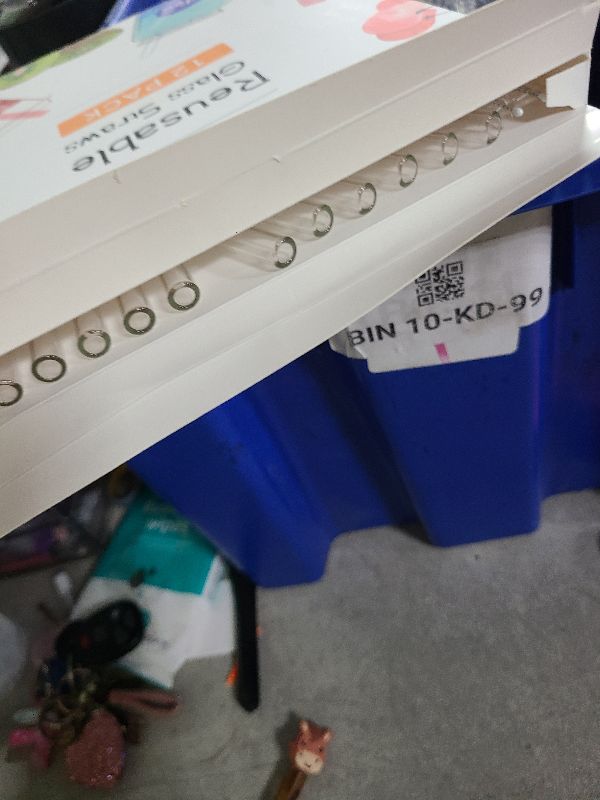 Reusable
Glass Straws
12 PACK
BIN 10-KD-99